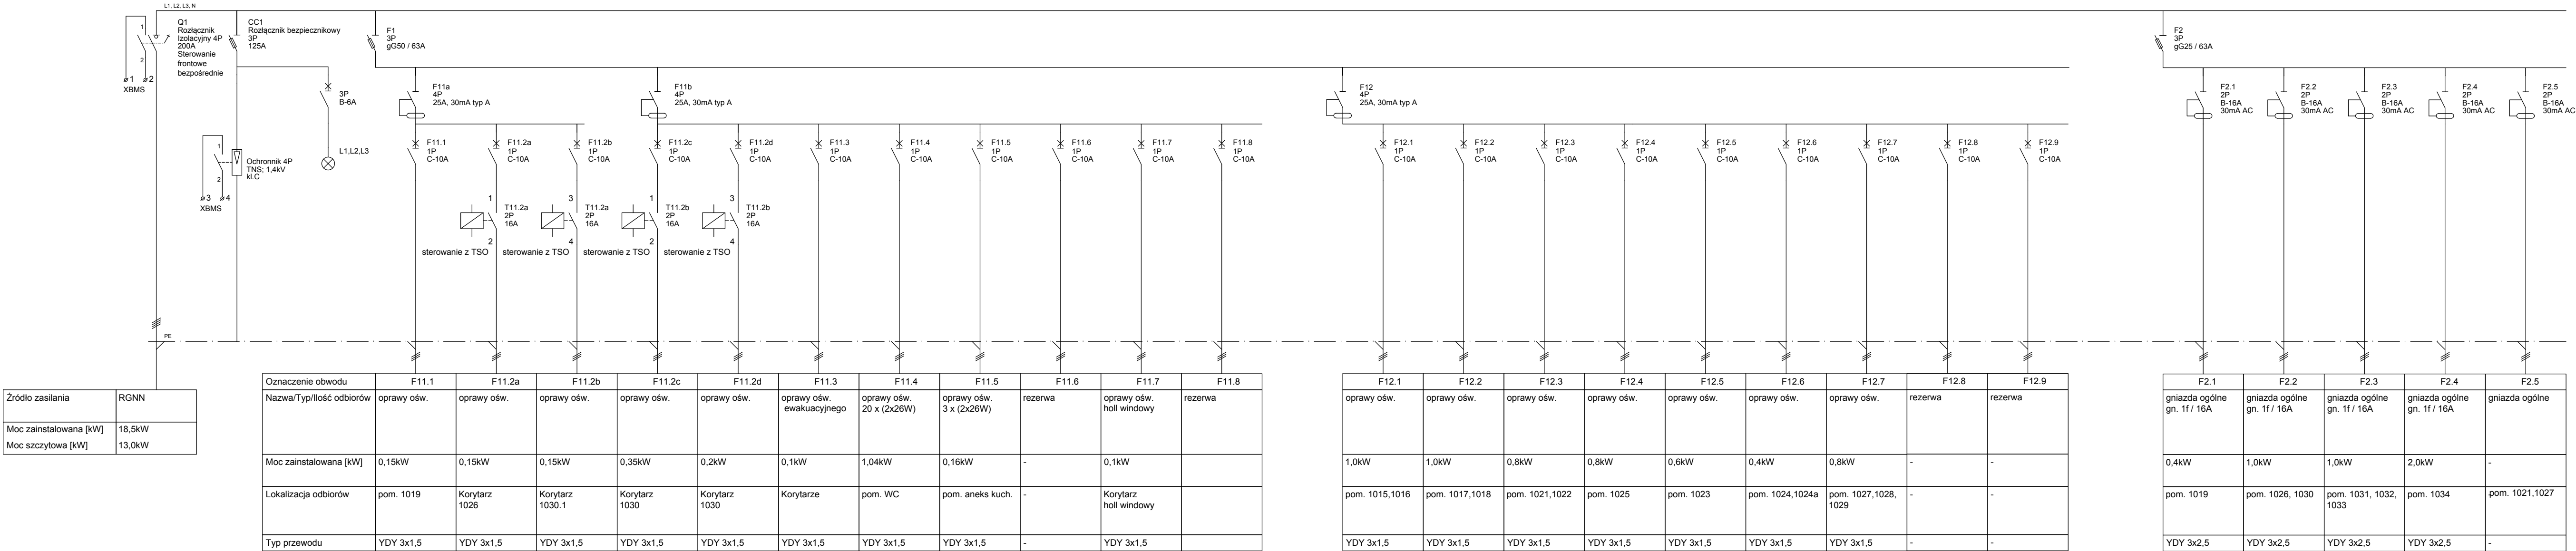 L1, L2, L3, N
1
2
1 2
XBMS
Q1
Rozłącznik
Izolacyjny 4P
200A
Sterowanie
frontowe
bezpośrednie
CC1
Rozłącznik bezpiecznikowy
3P
125A
3P
B-6A
L1,L2,L3
1
2
3 4
XBMS
Ochronnik 4P
TNS; 1,4kV
kl.C
PE
F1
3P
gG50 / 63A
F11a
4P
25A, 30mA typ A
F11b
4P
25A, 30mA typ A
F12
4P
25A, 30mA typ A
F2
3P
gG25 / 63A
F11.1
1P
C-10A
F11.2a
1P
C-10A
F11.2b
1P
C-10A
F11.2c
1P
C-10A
F11.2d
1P
C-10A
F11.3
1P
C-10A
F11.4
1P
C-10A
F11.5
1P
C-10A
F11.6
1P
C-10A
F11.7
1P
C-10A
F11.8
1P
C-10A
F12.1
1P
C-10A
F12.2
1P
C-10A
F12.3
1P
C-10A
F12.4
1P
C-10A
F12.5
1P
C-10A
F12.6
1P
C-10A
F12.7
1P
C-10A
F12.8
1P
C-10A
F12.9
1P
C-10A
F2.1
2P
B-16A
30mA AC
F2.2
2P
B-16A
30mA AC
F2.3
2P
B-16A
30mA AC
F2.4
2P
B-16A
30mA AC
F2.5
2P
B-16A
30mA AC
1
T11.2a
2P
16A
2
sterowanie z TSO
3
T11.2a
2P
16A
4
sterowanie z TSO
1
T11.2b
2P
16A
2
sterowanie z TSO
3
T11.2b
2P
16A
4
sterowanie z TSO
Źródło zasilania RGNN
Moc zainstalowana [kW] 18,5kW
Moc szczytowa [kW] 13,0kW
Oznaczenie obwodu F11.1 F11.2a F11.2b F11.2c F11.2d F11.3 F11.4 F11.5 F11.6 F11.7 F11.8
Nazwa/Typ/Ilość odbiorów oprawy ośw. oprawy ośw. oprawy ośw. oprawy ośw. oprawy ośw. oprawy ośw. oprawy ośw. oprawy ośw. rezerwa oprawy ośw. rezerwa
ewakuacyjnego 20 x (2x26W) 3 x (2x26W) holl windowy
Moc zainstalowana [kW] 0,15kW 0,15kW 0,15kW 0,35kW 0,2kW 0,1kW 1,04kW 0,16kW - 0,1kW
Lokalizacja odbiorów pom. 1019 Korytarz Korytarz Korytarz Korytarz Korytarze pom. WC pom. aneks kuch. - Korytarz
1026 1030.1 1030 1030 holl windowy
Typ przewodu YDY 3x1,5 YDY 3x1,5 YDY 3x1,5 YDY 3x1,5 YDY 3x1,5 YDY 3x1,5 YDY 3x1,5 YDY 3x1,5 - YDY 3x1,5
F12.1 F12.2 F12.3 F12.4 F12.5 F12.6 F12.7 F12.8 F12.9
oprawy ośw. oprawy ośw. oprawy ośw. oprawy ośw. oprawy ośw. oprawy ośw. oprawy ośw. rezerwa rezerwa
1,0kW 1,0kW 0,8kW 0,8kW 0,6kW 0,4kW 0,8kW - -
pom. 1015,1016 pom. 1017,1018 pom. 1021,1022 pom. 1025 pom. 1023 pom. 1024,1024a pom. 1027,1028, - -
1029
YDY 3x1,5 YDY 3x1,5 YDY 3x1,5 YDY 3x1,5 YDY 3x1,5 YDY 3x1,5 YDY 3x1,5 - -
F2.1 F2.2 F2.3 F2.4 F2.5
gniazda ogólne gniazda ogólne gniazda ogólne gniazda ogólne gniazda ogólne
gn. 1f / 16A gn. 1f / 16A gn. 1f / 16A gn. 1f / 16A
0,4kW 1,0kW 1,0kW 2,0kW -
pom. 1019 pom. 1026, 1030 pom. 1031, 1032, pom. 1034 pom. 1021,1027
1033
YDY 3x2,5 YDY 3x2,5 YDY 3x2,5 YDY 3x2,5 -